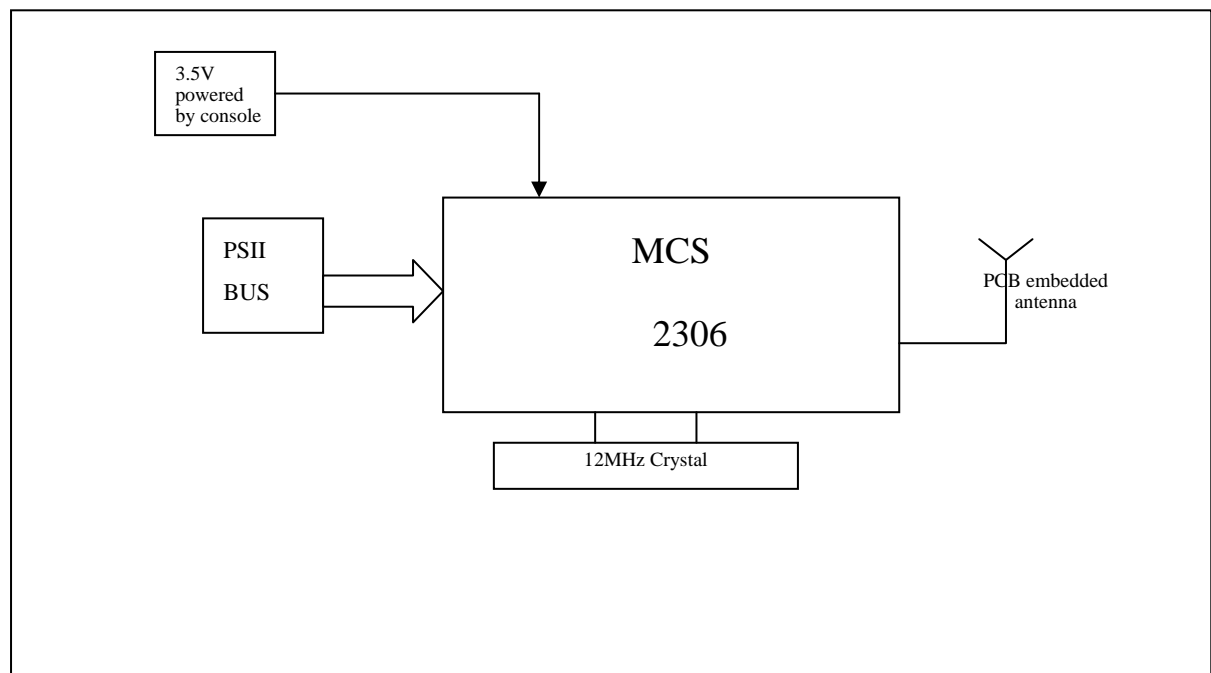 3.5V
powered
by console
PSII
BUS
MCS
2306
PCB embedded
antenna
12MHz Crystal